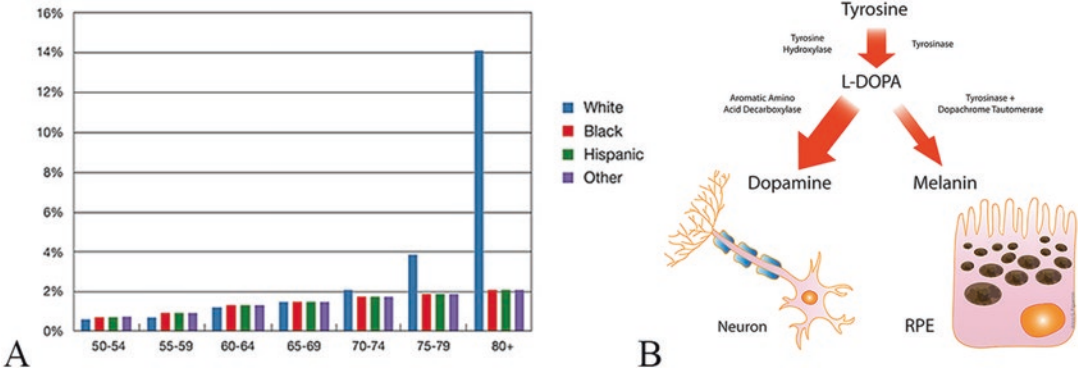 16%
14%
12%
10%
8%
6%
4%
2%
0%
50-54 55-59 60-64 65-69 70-74 75-79 80+
White
Black
Hispanic
Other
A
Tyrosine
Tyrosine
Hydroxylase
Tyrosinase
L-DOPA
Aromatic Amino
Acid Decarboxylase
Tyrosinase +
Dopachrome Tautomerase
Dopamine
Melanin
Neuron
RPE
B